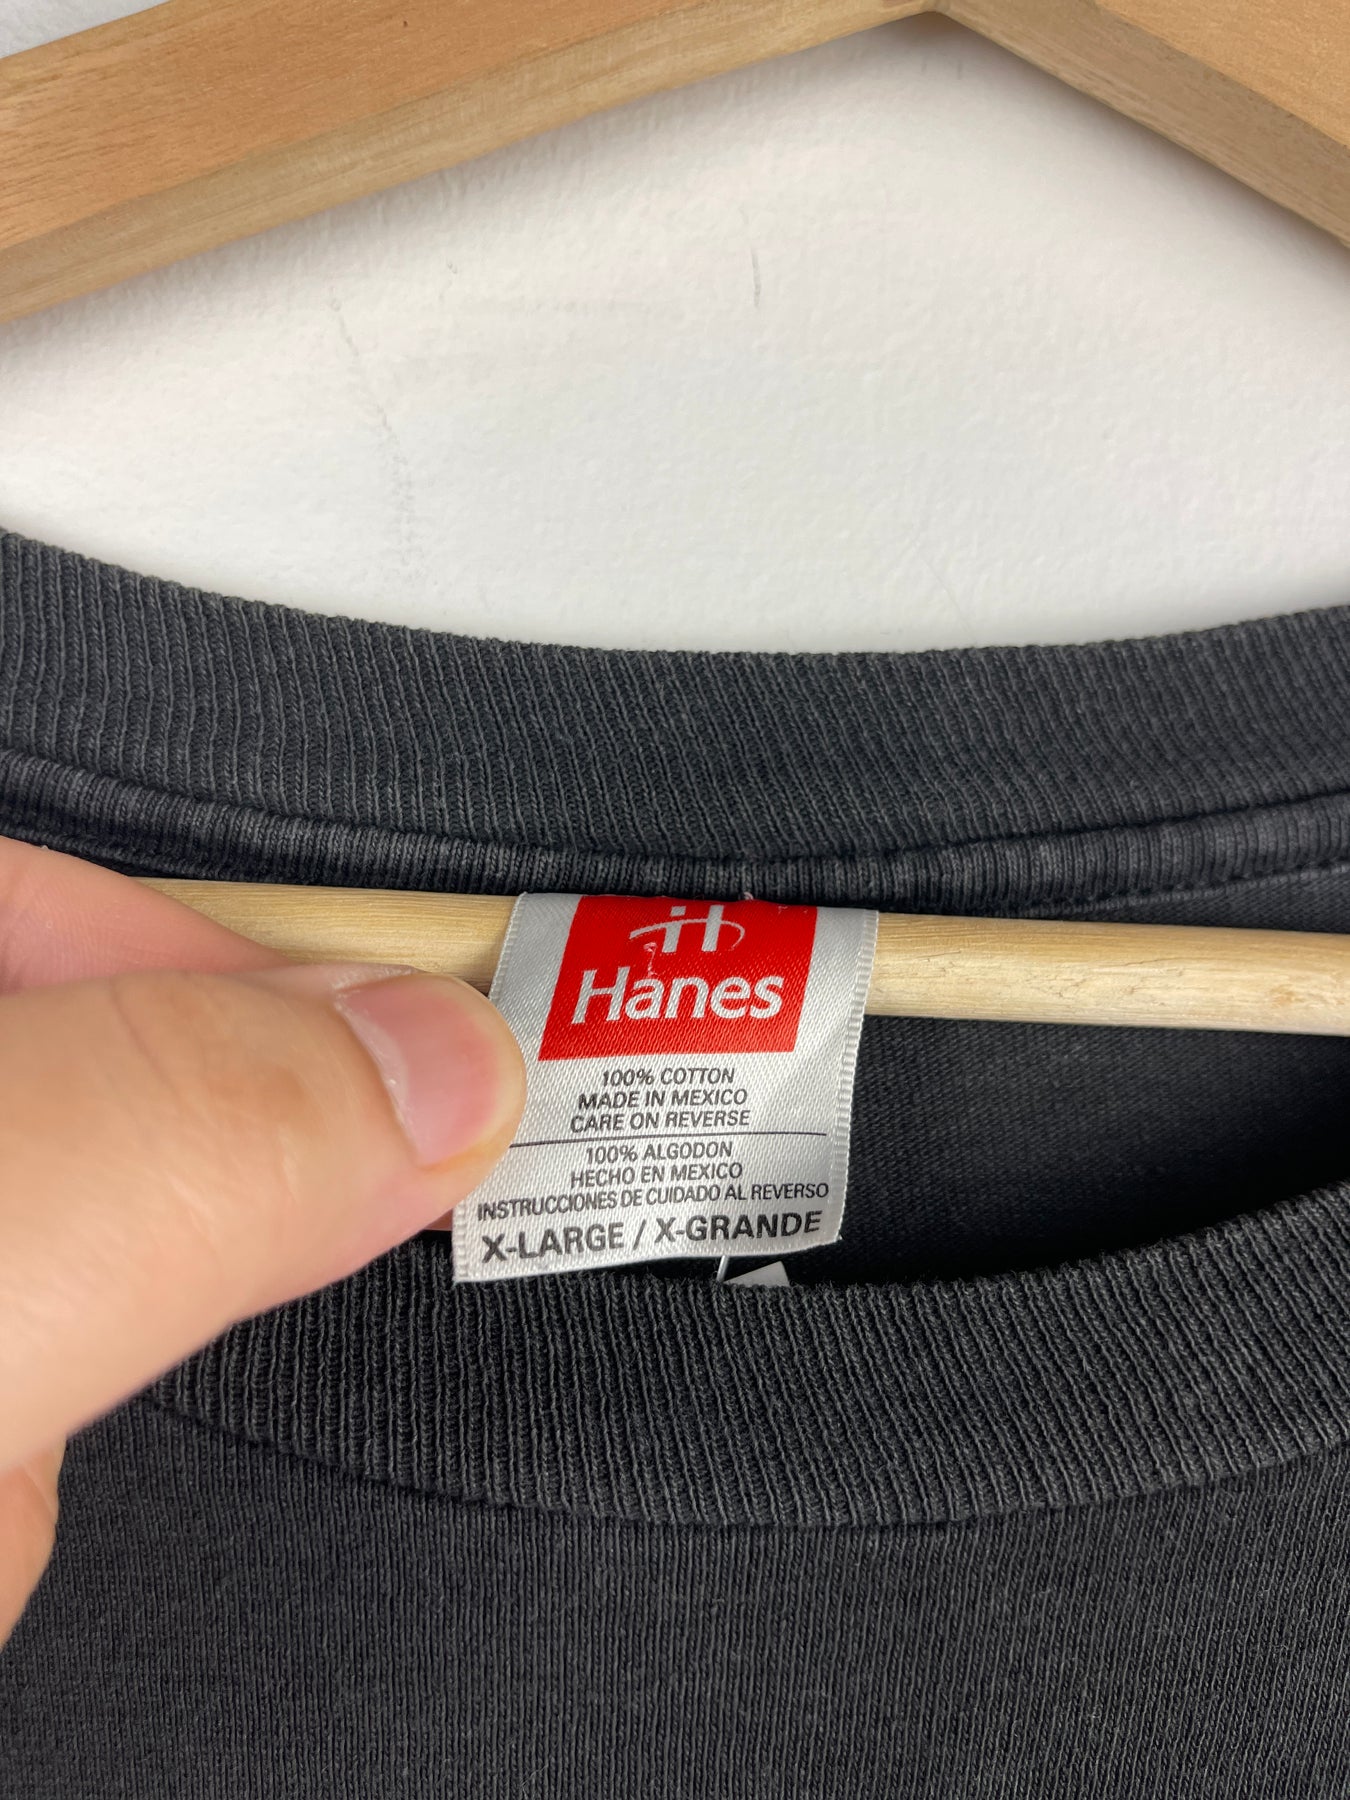 Hanes
100% COTTON
MADE IN MEXICO
CARE ON REVERSE
100% ALGODON
HECHO EN MEXICO
INSTRUCCIONES DE CUIDADO AL REVERSO
X-LARGE / X-GRANDE